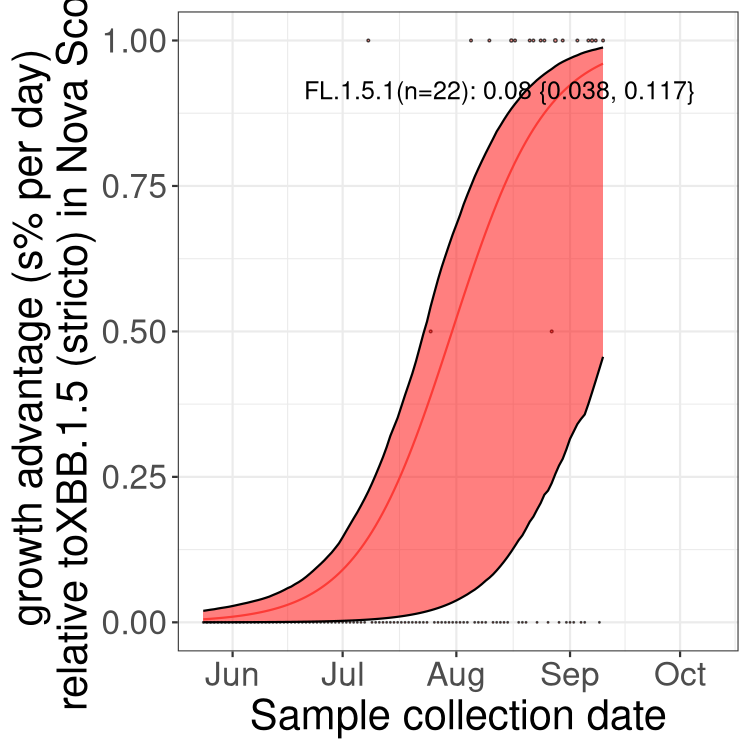 growth advantage (s% per day)
relative toXBB.1.5 (stricto) in Nova Sco
1.00
0.75
0.50
0.25
0.00
FL.1.5.1(n=22): 0.08 {0.038, 0.117}
Jun Jul Aug Sep Oct
Sample collection date